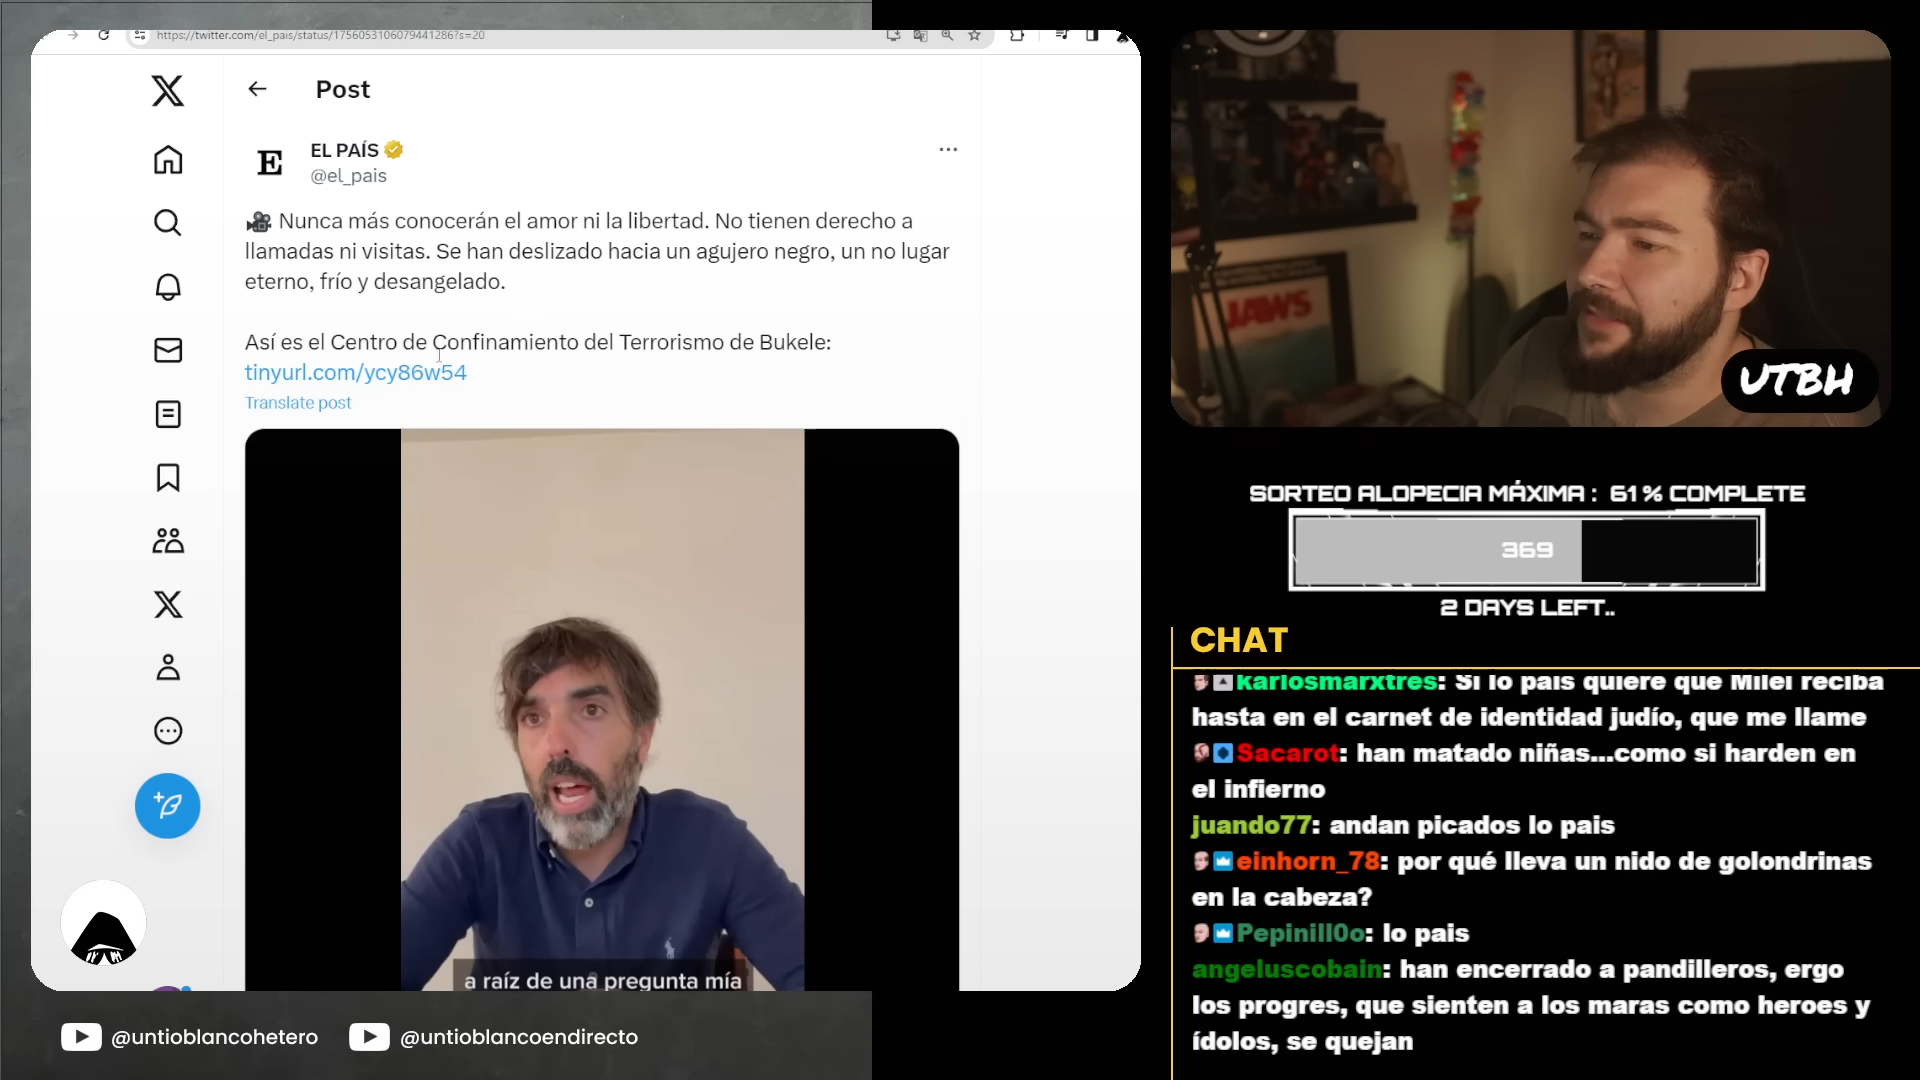 https://twitter.com/el_pais/status/1756053106079441286?s=20
Post
EL PAÍS
@el_pais
Nunca más conocerán el amor ni la libertad. No tienen derecho a
llamadas ni visitas. Se han deslizado hacia un agujero negro, un no lugar
eterno, frío y desangelado.
Así es el Centro de Confinamiento del Terrorismo de Bukele:
tinyurl.com/ycy86w54
Translate post
E
a raíz de una pregunta mía
@untioblancohetero
@untioblancoendirecto
JAWS
UTBH
SORTEO ALOPECIA MÁXIMA : 61% COMPLETE
369
2 DAYS LEFT..
CHAT
karlosmarxtres: Si lo pais quiere que Milei reciba
hasta en el carnet de identidad judío, que me llame
Sacarot: han matado niñas...como si harden en
el infierno
juando77: andan picados lo pais
einhorn_78: por qué lleva un nido de golondrinas
en la cabeza?
Pepinill0o: lo pais
angeluscobain: han encerrado a pandilleros, ergo
los progres, que sienten a los maras como heroes y
ídolos, se quejan